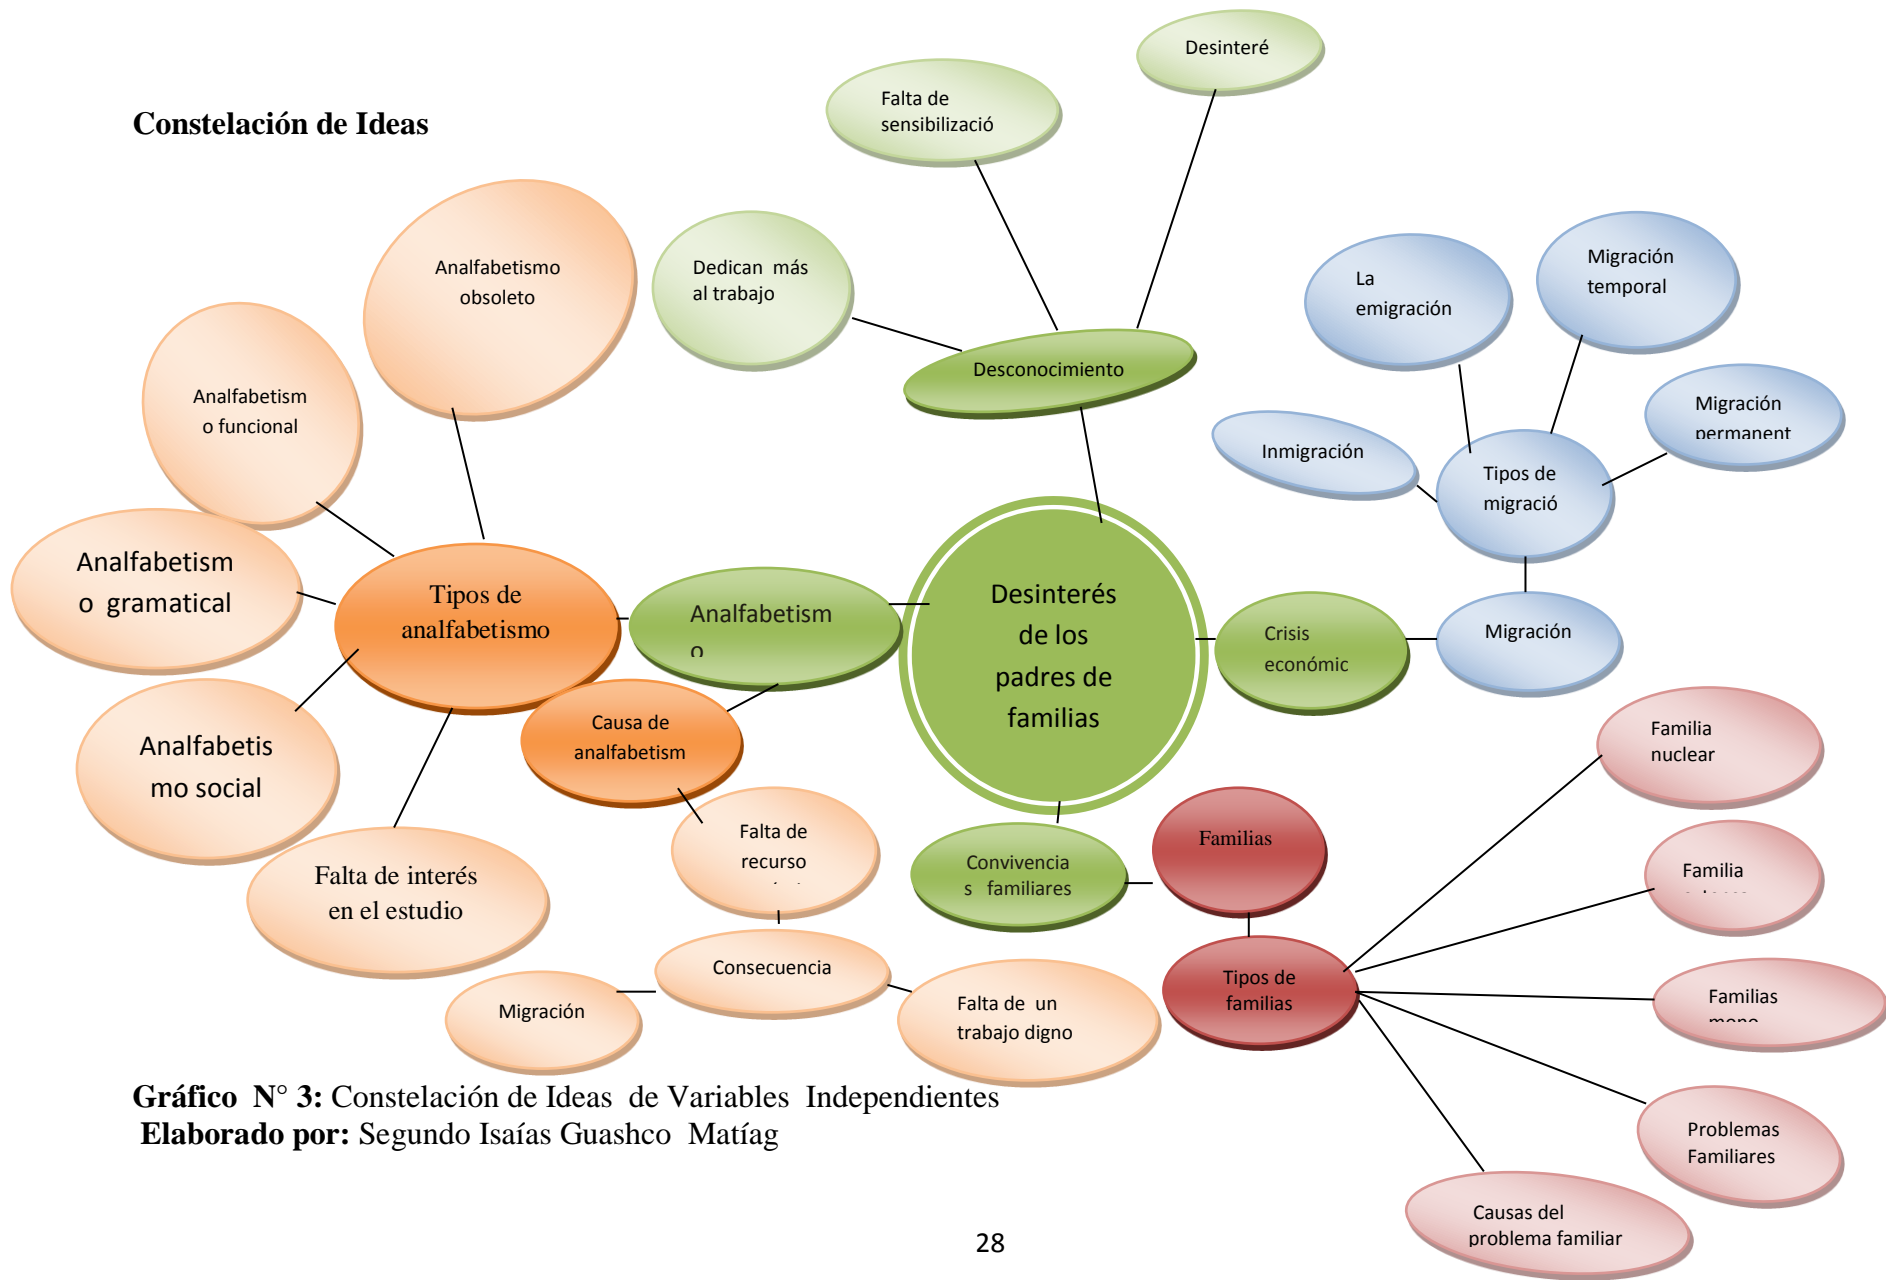 Constelación de Ideas
Desinteré
Falta de
sensibilizació
Dedican más
al trabajo
Desconocimiento
Analfabetismo
obsoleto
Analfabetism
o funcional
Analfabetism
o gramatical
Analfabetis
mo social
Falta de interés
en el estudio
Tipos de
analfabetismo
Analfabetism
o
Causa de
analfabetism
Falta de
recurso
Consecuencia
Migración
Falta de un
trabajo digno
Desinterés
de los
padres de
familias
Crisis
económic
Migración
Tipos de
migració
Inmigración
La
emigración
Migración
temporal
Migración
permanent
Convivencia
s familiares
Familias
Tipos de
familias
Familia
nuclear
Familia
Familias
mono
Problemas
Familiares
Causas del
problema familiar
Gráfico N° 3: Constelación de Ideas de Variables Independientes
Elaborado por: Segundo Isaías Guashco Matíag
28